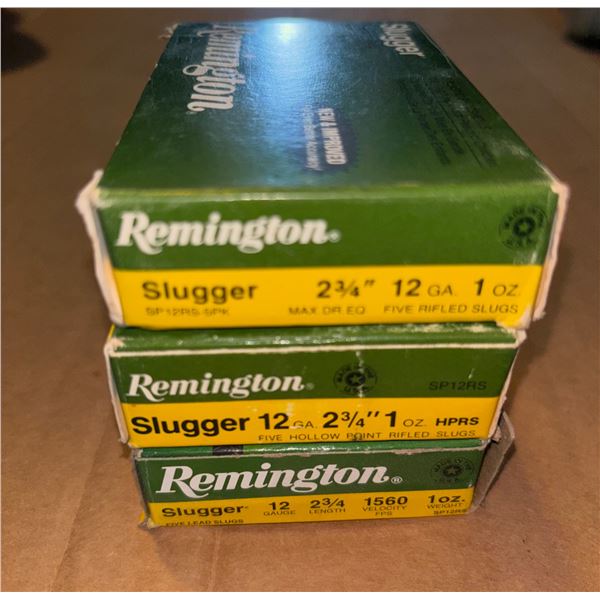 Remington
Slugger
NEW & IMPROVED
Remington®
Slugger 2¾" 12 GA. 1 OZ.
SP12RS-5PK MAX DR.EQ FIVE RIFLED SLUGS
Remington® SP12RS
Slugger 12 GA. 2¾" 1 OZ. HPRS
FIVE HOLLOW POINT RIFLED SLUGS
Remington®
Slugger® 12 2¾ 1560 1 oz.
GAUGE LENGTH VELOCITY WEIGHT
FPS
FIVE LEAD SLUGS SP12RS